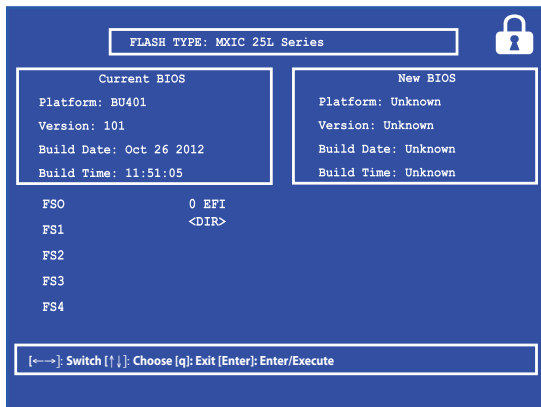 FLASH TYPE: MXIC 25L Series
Current BIOS
Platform: BU401
Version: 101
Build Date: Oct 26 2012
Build Time: 11:51:05
New BIOS
Platform: Unknown
Version: Unknown
Build Date: Unknown
Build Time: Unknown
FSO 0 EFI
<DIR>
FS1
FS2
FS3
FS4
[←→]: Switch [↑↓]: Choose [q]: Exit [Enter]: Enter/Execute